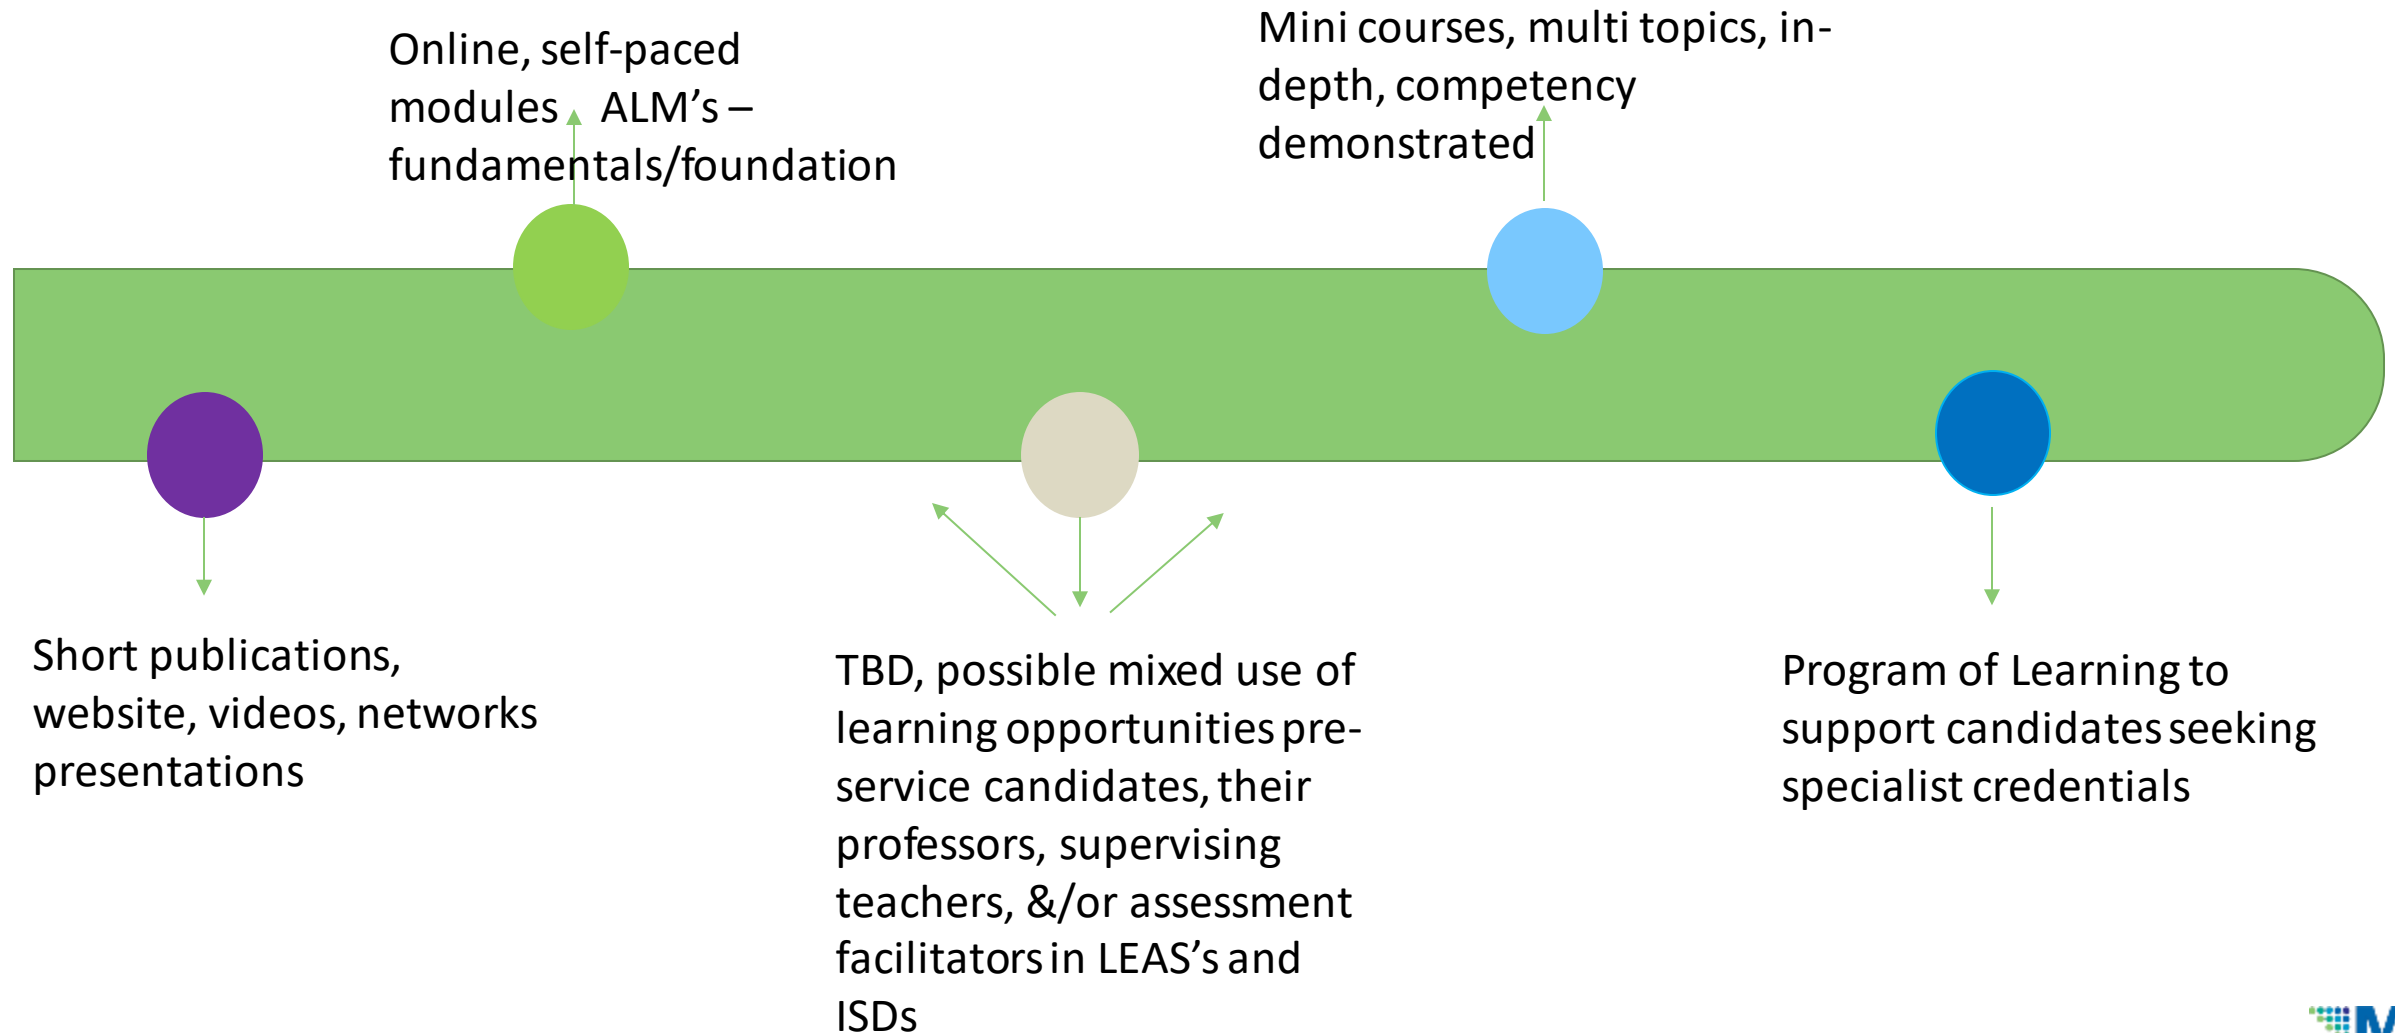 Online, self-paced
modules ALM’s –
fundamentals/foundation
Mini courses, multi topics, in-
depth, competency
demonstrated
Short publications,
website, videos, networks
presentations
TBD, possible mixed use of
learning opportunities pre-
service candidates, their
professors, supervising
teachers, &/or assessment
facilitators in LEAS’s and
ISDs
Program of Learning to
support candidates seeking
specialist credentials